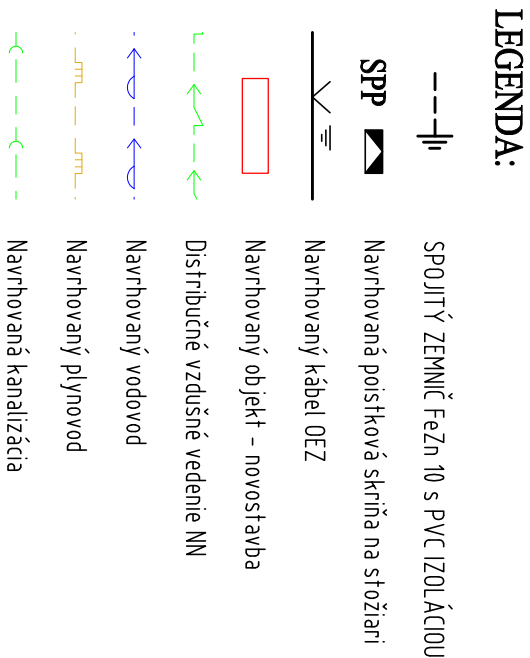 LEGENDA:
SPOJITÝ ZEMNIČ FeZn 10 s PVC IZOLÁCIOU
SPP Navrhovaná poistková skriňa na stožiari
Navrhovaný kábel OEZ
Navrhovaný objekt - novostavba
Distribučné vzdušné vedenie NN
Navrhovaný vodovod
Navrhovaný plynovod
Navrhovaná kanalizácia